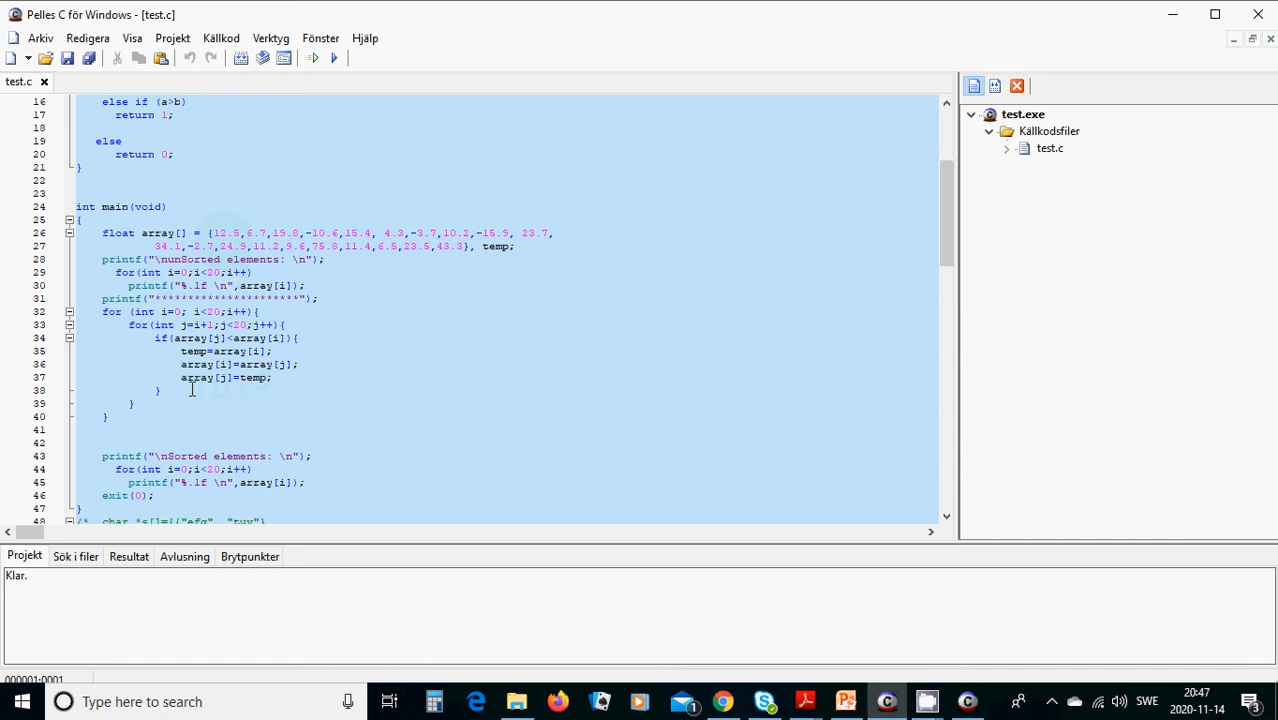 Pelles C för Windows - [test.c]
Arkiv Redigera Visa Projekt Källkod Verktyg Fönster Hjälp
test.c
16 else if (a>b)
17 return 1;
18
19 else
20 return 0;
21 }
22
23
24 int main(void)
25 {
26 float array[] = {12.5,6.7,19.8,-10.6,15.4, 4.3,-3.7,10.2,-15.9, 23.7,
27 34.1,-2.7,24.9,11.2,9.6,75.8,11.4,6.5,23.5,43.3}, temp;
28 printf("\nunSorted elements: \n");
29 for(int i=0;i<20;i++)
30 printf("%.1f \n",array[i]);
31 printf("**********************");
32 for (int i=0; i<20;i++){
33 for(int j=i+1;j<20;j++){
34 if(array[j]<array[i]){
35 temp=array[i];
36 array[i]=array[j];
37 array[j]=temp;
38 }
39 }
40 }
41
42
43 printf("\nSorted elements: \n");
44 for(int i=0;i<20;i++)
45 printf("%.1f \n",array[i]);
46 exit(0);
47 }
48 /* char *s[]={{"efg" "tuv"}
test.exe
Källkodsfiler
test.c
Projekt Sök i filer Resultat Avlusning Brytpunkter
Klar.
000001:0001
Type here to search
1
SWE
20:47
2020-11-14
3